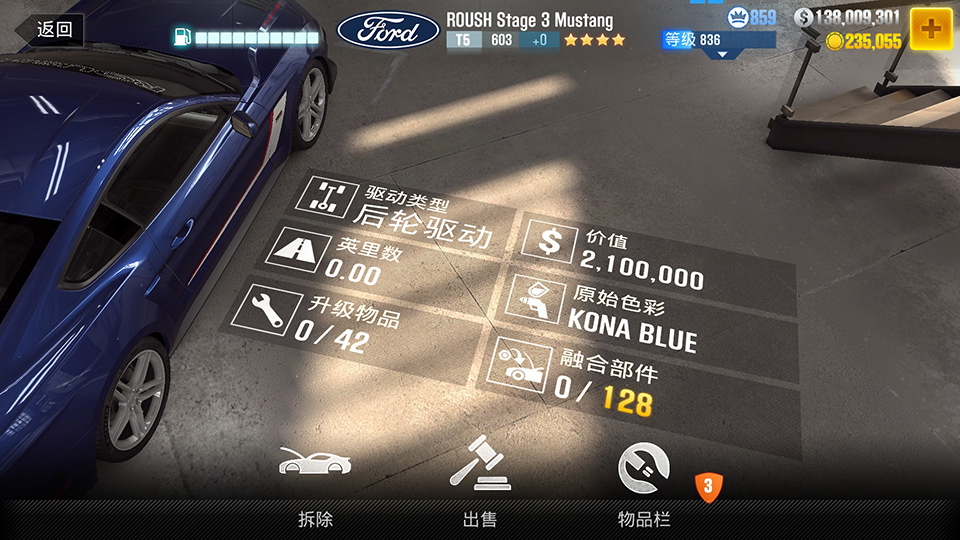 返回
Ford
ROUSH Stage 3 Mustang
T5 603 +0
等级 836
859
138,009,301
235,055
驱动类型
后轮驱动
英里数
0.00
升级物品
0 / 42
价值
2,100,000
原始色彩
KONA BLUE
融合部件
0 / 128
拆除
出售
物品栏
3